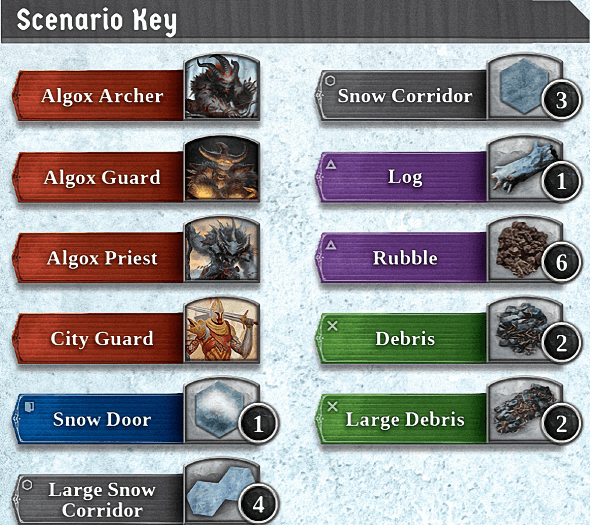 Scenario Key
Algox Archer
Algox Guard
Algox Priest
City Guard
Snow Door 1
Large Snow
Corridor 4
Snow Corridor 3
Log 1
Rubble 6
Debris 2
Large Debris 2